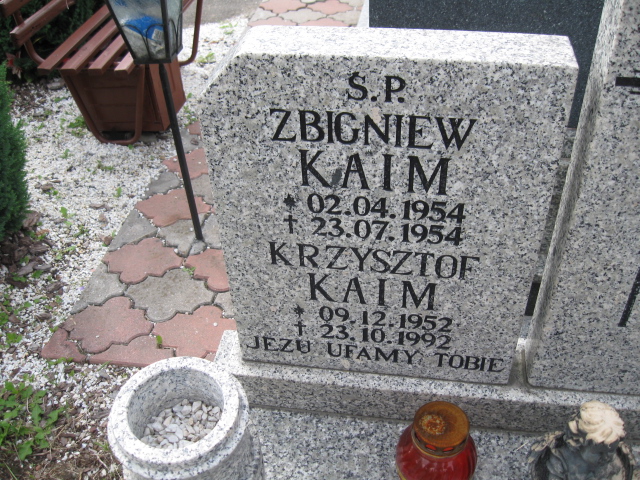 Ś.P.
ZBIGNIEW
KAIM
* 02.04.1954
† 23.07.1954
KRZYSZTOF
KAIM
* 09.12.1952
† 23.10.1992
JEZU UFAMY TOBIE